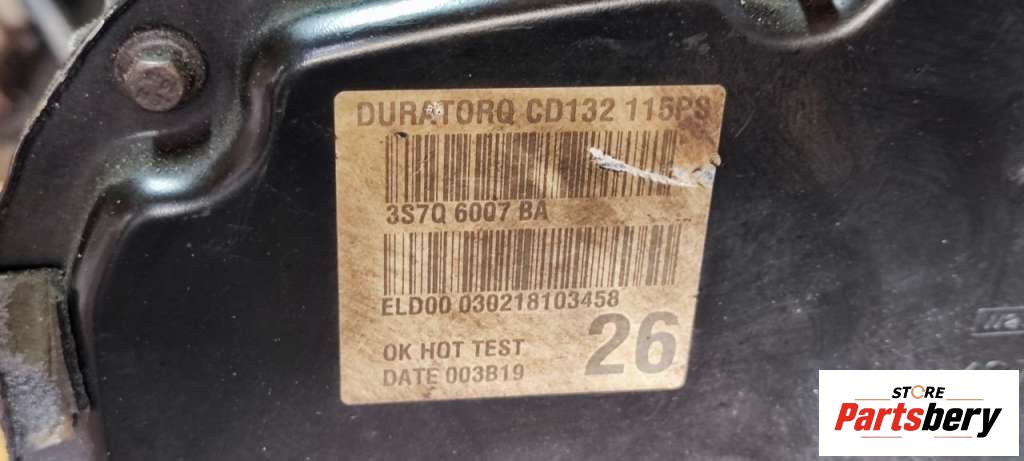 DURATORQ CD132 115PS
3S7Q 6007 BA
ELD00 030218103458
26
OK HOT TEST
DATE 003B19
STORE
Partsbery